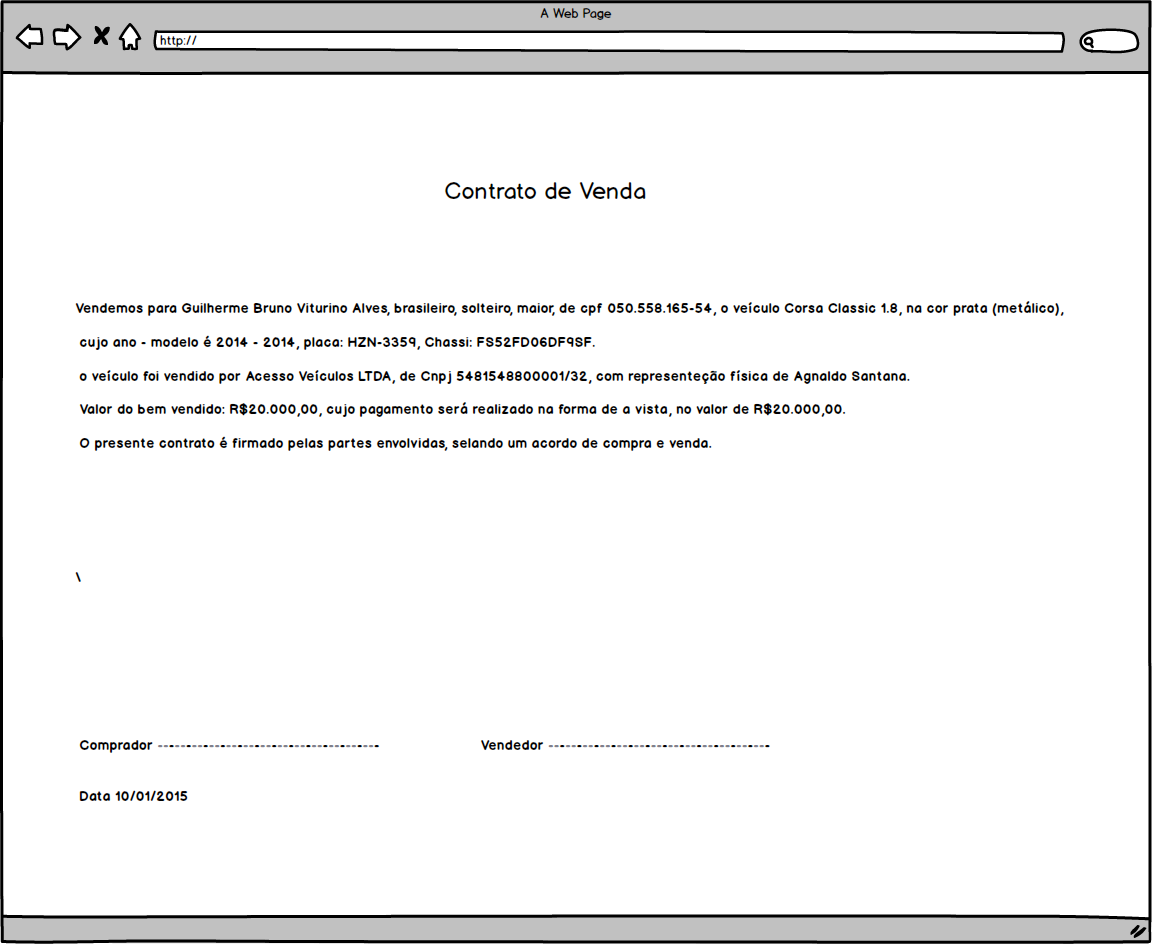 A Web Page
http://
Contrato de Venda
Vendemos para Guilherme Bruno Viturino Alves, brasileiro, solteiro, maior, de cpf 050.558.165-54, o veículo Corsa Classic 1.8, na cor prata (metálico),
cujo ano - modelo é 2014 - 2014, placa: HZN-3359, Chassi: FS52FD06DF9SF.
o veículo foi vendido por Acesso Veículos LTDA, de Cnpj 5481548800001/32, com representeção física de Agnaldo Santana.
Valor do bem vendido: R$20.000,00, cujo pagamento será realizado na forma de a vista, no valor de R$20.000,00.
O presente contrato é firmado pelas partes envolvidas, selando um acordo de compra e venda.
\
Comprador --------------------------------------- Vendedor ---------------------------------------
Data 10/01/2015